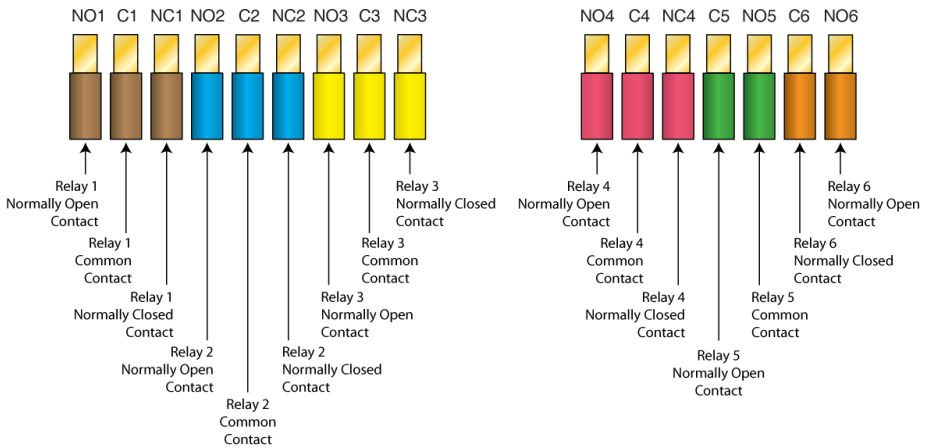 NO1 C1 NC1 NO2 C2 NC2 NO3 C3 NC3
NO4 C4 NC4 C5 NO5 C6 NO6
Relay 1
Normally Open
Contact
Relay 1
Common
Contact
Relay 1
Normally Closed
Contact
Relay 2
Normally Open
Contact
Relay 2
Common
Contact
Relay 2
Normally Closed
Contact
Relay 3
Normally Open
Contact
Relay 3
Common
Contact
Relay 3
Normally Closed
Contact
Relay 4
Normally Open
Contact
Relay 4
Common
Contact
Relay 4
Normally Closed
Contact
Relay 5
Normally Open
Contact
Relay 5
Common
Contact
Relay 6
Normally Closed
Contact
Relay 6
Normally Open
Contact